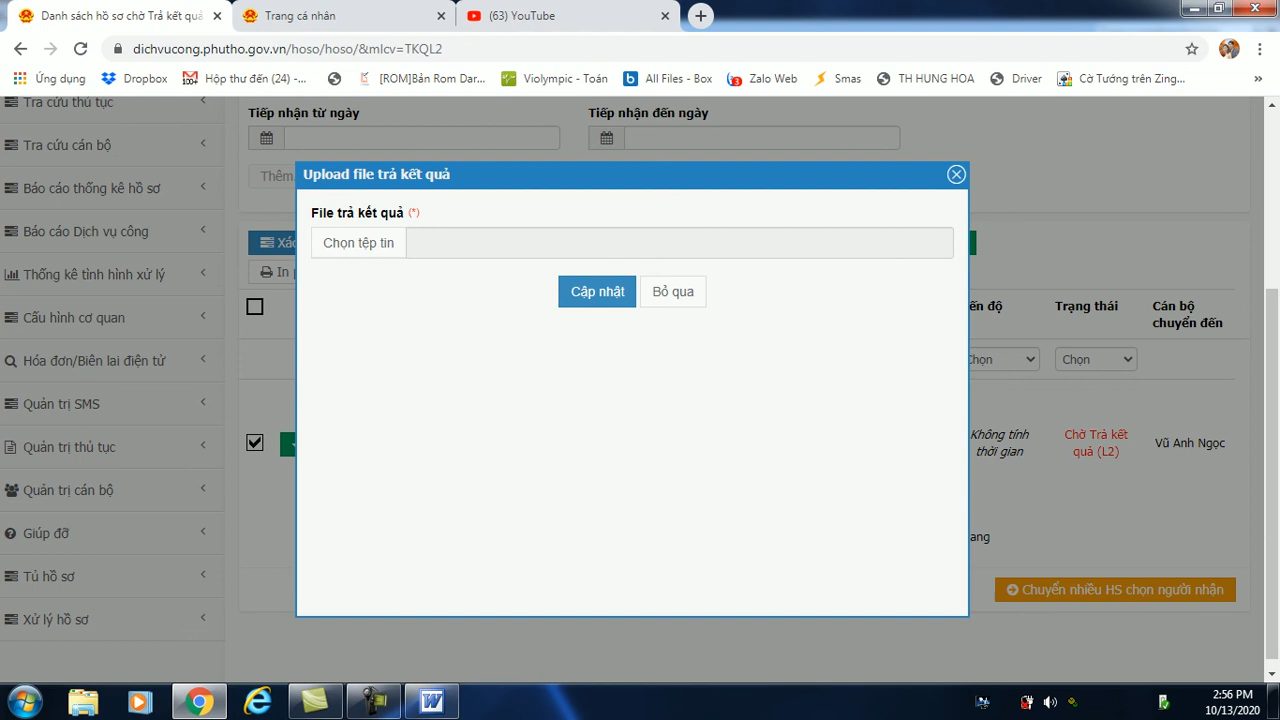 Danh sách hồ sơ chờ Trả kết quả
Trang cá nhân
(63) YouTube
dichvucong.phutho.gov.vn/hoso/hoso/&mlcv=TKQL2
Ứng dụng
Dropbox
Hộp thư đến (24) -...
[ROM]Bản Rom Dar...
Violympic - Toán
All Files - Box
Zalo Web
Smas
TH HUNG HOA
Driver
Cờ Tướng trên Zing...
Tra cứu thủ tục
Tra cứu cán bộ
Báo cáo thống kê hồ sơ
Báo cáo Dịch vụ công
Thống kê tình hình xử lý
Cấu hình cơ quan
Hóa đơn/Biên lai điện tử
Quản trị SMS
Quản trị thủ tục
Quản trị cán bộ
Giúp đỡ
Tủ hồ sơ
Xử lý hồ sơ
Tiếp nhận từ ngày
Tiếp nhận đến ngày
Thêm
Upload file trả kết quả
File trả kết quả (*)
Chọn tệp tin
Cập nhật
Bỏ qua
Xác
In
ến độ
Trạng thái
Cán bộ
chuyển đến
Chọn
Chọn
Không tính
thời gian
Chờ Trả kết
quả (L2)
Vũ Anh Ngọc
ang
Chuyển nhiều HS chọn người nhận
2:56 PM
10/13/2020